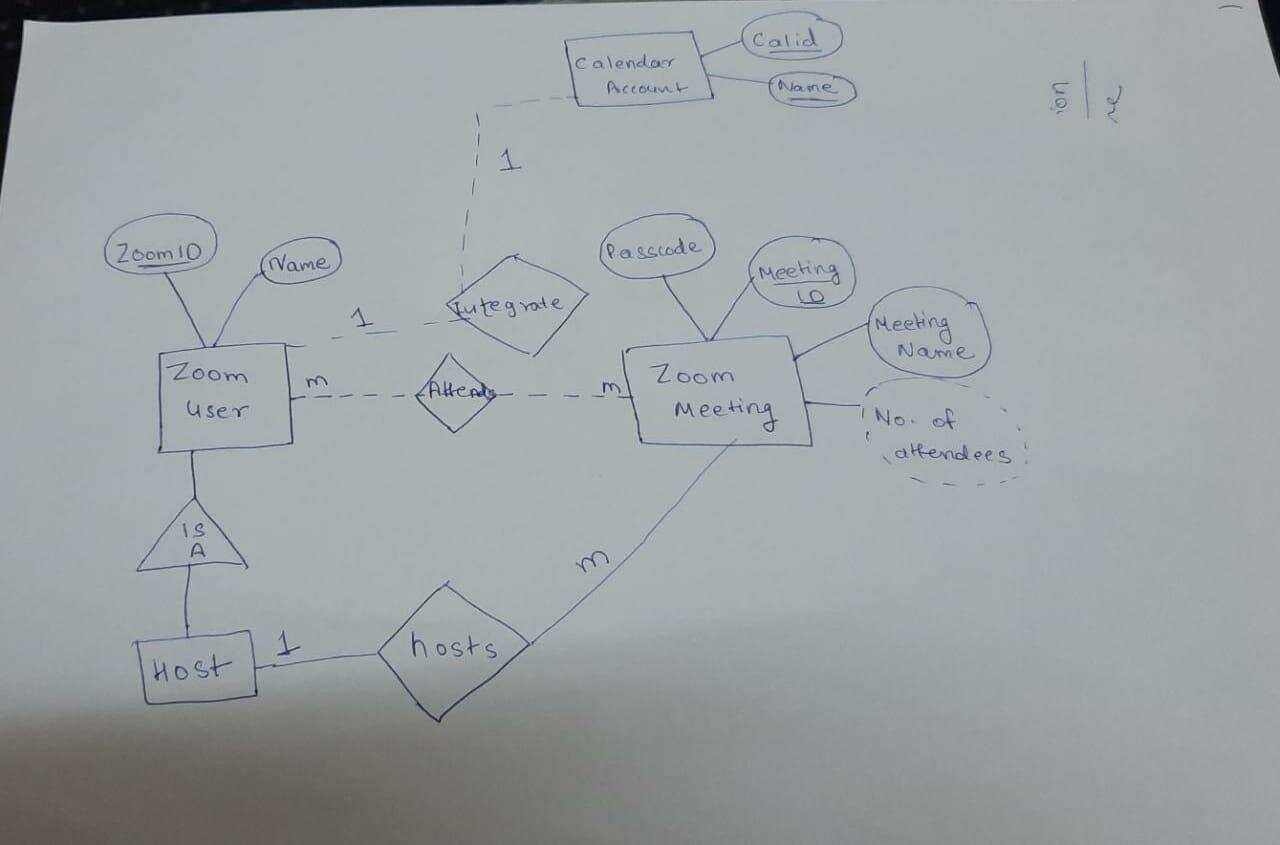 Calid
Calendar
Account
Name
1
ZoomID
Name
Passcode
Meeting
ID
1
Integrate
Meeting
Name
Zoom
User
m
Attends
m
Zoom
Meeting
No. of
attendees
IS
A
m
Host
1
hosts